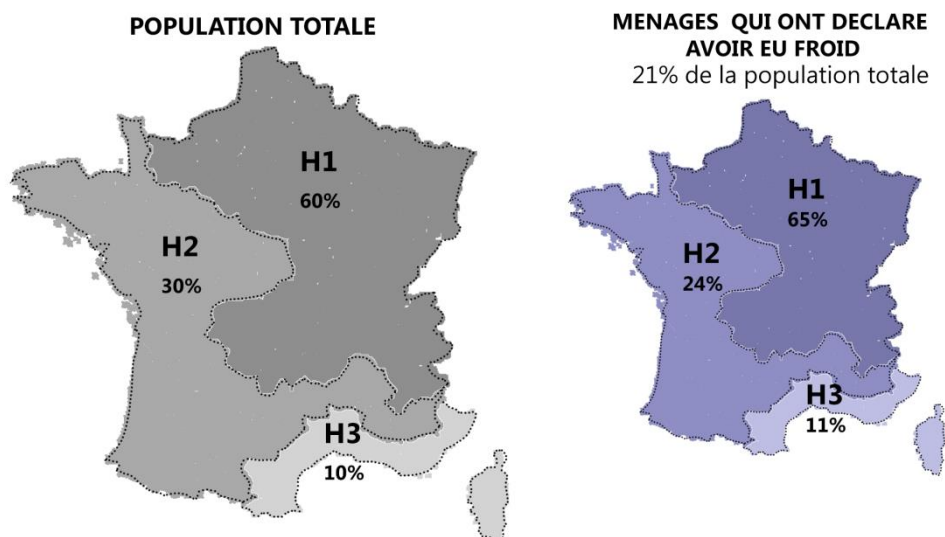 POPULATION TOTALE
H1
60%
H2
30%
H3
10%
MENAGES QUI ONT DECLARE
AVOIR EU FROID
21% de la population totale
H1
65%
H2
24%
H3
11%